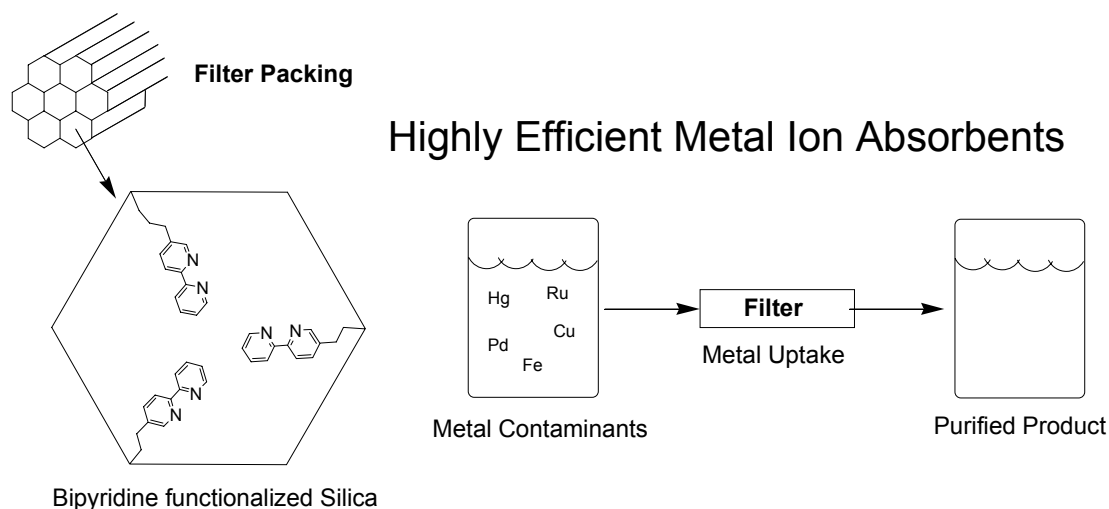 Filter Packing
Highly Efficient Metal Ion Absorbents
N
N
N
N
N
N
Hg
Ru
Cu
Pd
Fe
Filter
Metal Uptake
Metal Contaminants
Purified Product
Bipyridine functionalized Silica